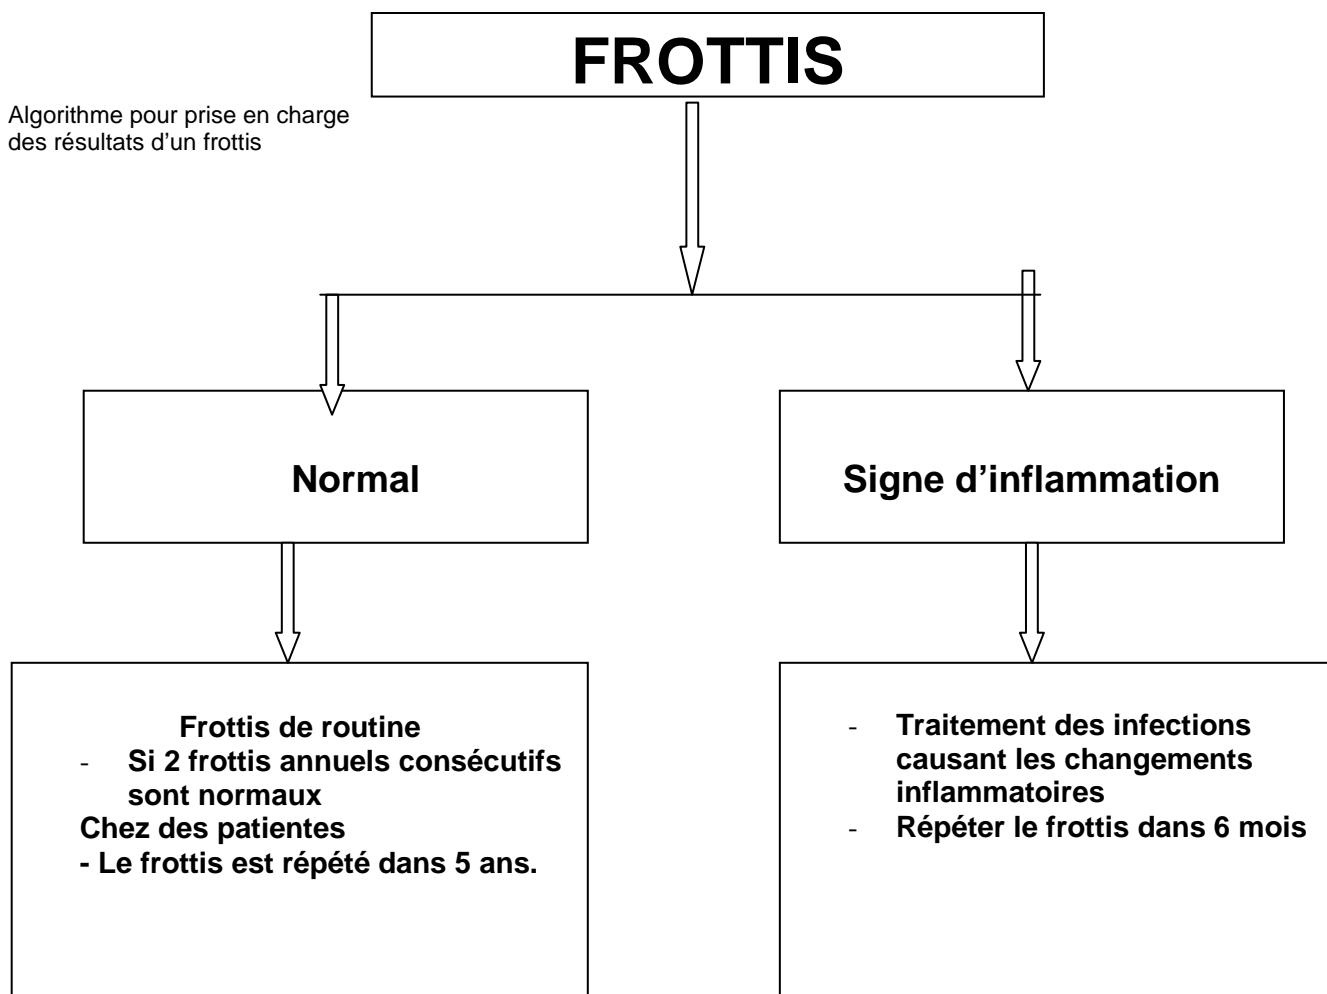 FROTTIS
Algorithme pour prise en charge
des résultats d’un frottis
Normal
Signe d’inflammation
Frottis de routine
- Si 2 frottis annuels consécutifs
sont normaux
Chez des patientes
- Le frottis est répété dans 5 ans.
- Traitement des infections
causant les changements
inflammatoires
- Répéter le frottis dans 6 mois